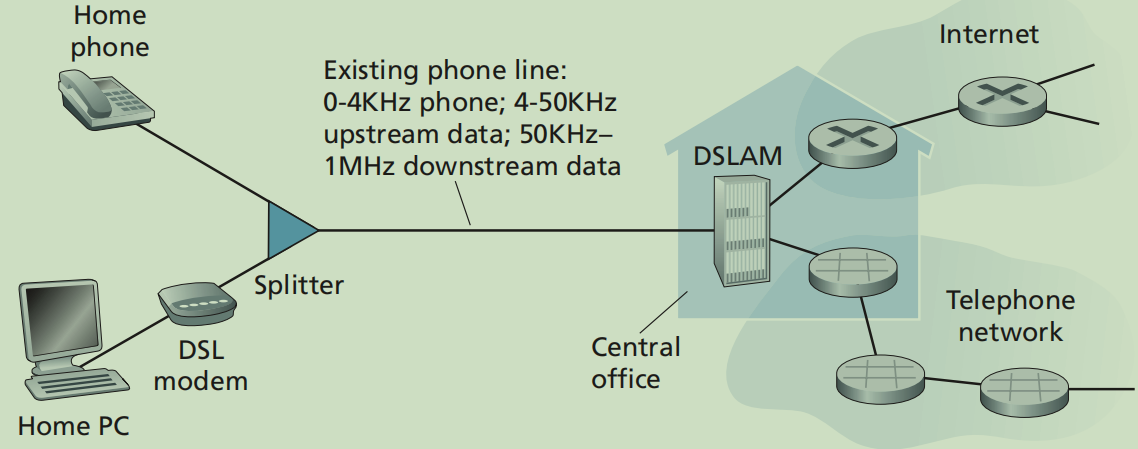 Home
phone
Existing phone line:
0-4KHz phone; 4-50KHz
upstream data; 50KHz–
1MHz downstream data
Internet
DSLAM
Splitter
DSL
modem
Home PC
Central
office
Telephone
network